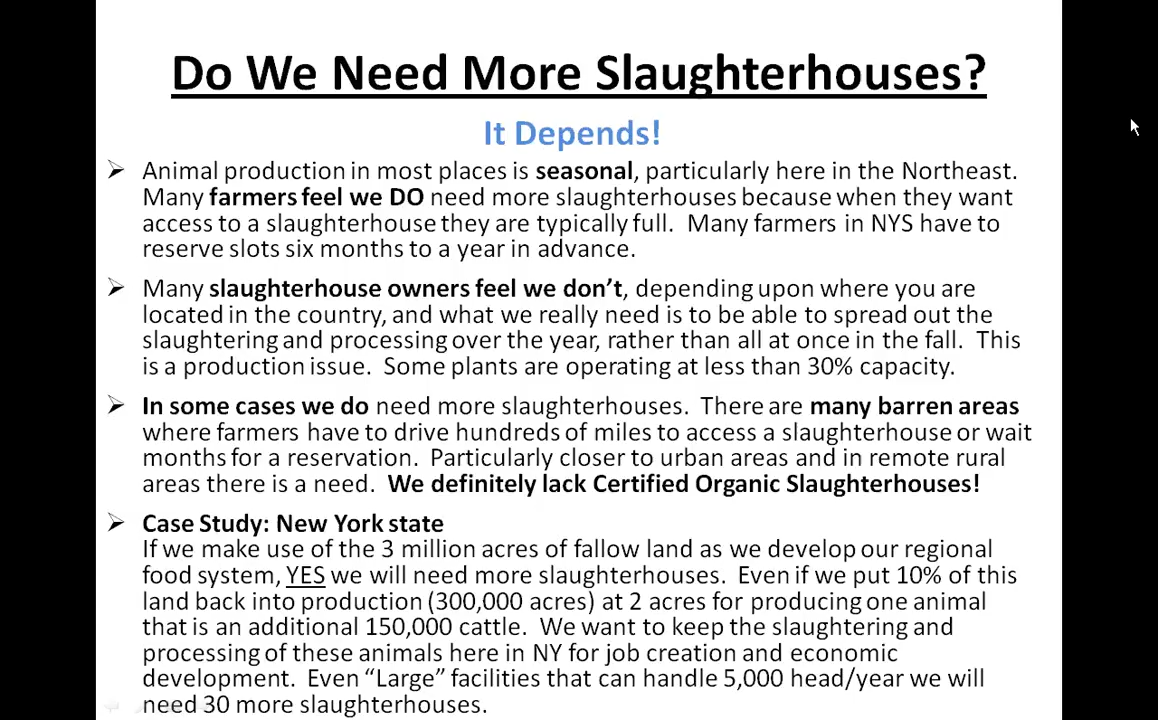 Do We Need More Slaughterhouses?
It Depends!
➢ Animal production in most places is seasonal, particularly here in the Northeast.
Many farmers feel we DO need more slaughterhouses because when they want
access to a slaughterhouse they are typically full. Many farmers in NYS have to
reserve slots six months to a year in advance.
➢ Many slaughterhouse owners feel we don’t, depending upon where you are
located in the country, and what we really need is to be able to spread out the
slaughtering and processing over the year, rather than all at once in the fall. This
is a production issue. Some plants are operating at less than 30% capacity.
➢ In some cases we do need more slaughterhouses. There are many barren areas
where farmers have to drive hundreds of miles to access a slaughterhouse or wait
months for a reservation. Particularly closer to urban areas and in remote rural
areas there is a need. We definitely lack Certified Organic Slaughterhouses!
➢ Case Study: New York state
If we make use of the 3 million acres of fallow land as we develop our regional
food system, YES we will need more slaughterhouses. Even if we put 10% of this
land back into production (300,000 acres) at 2 acres for producing one animal
that is an additional 150,000 cattle. We want to keep the slaughtering and
processing of these animals here in NY for job creation and economic
development. Even “Large” facilities that can handle 5,000 head/year we will
need 30 more slaughterhouses.